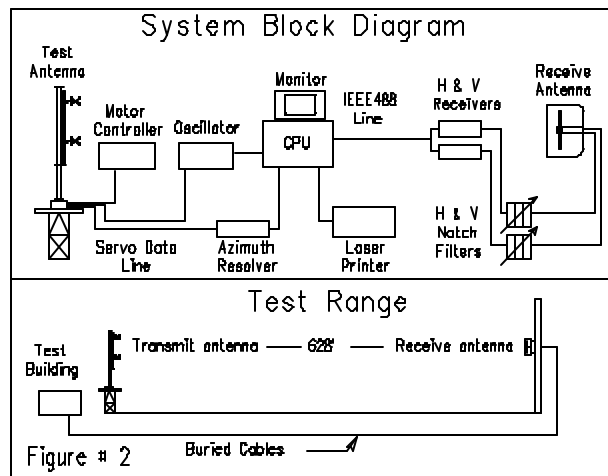 System Block Diagram
Test
Antenna
Motor
Controller
Oscillator
Monitor
CPU
IEEE488
Line
H & V
Receivers
Receive
Antenna
Servo Data
Line
Azimuth
Resolver
Laser
Printer
H & V
Notch
Filters
Test Range
Test
Building
Transmit antenna
628'
Receive antenna
Buried Cables
Figure # 2